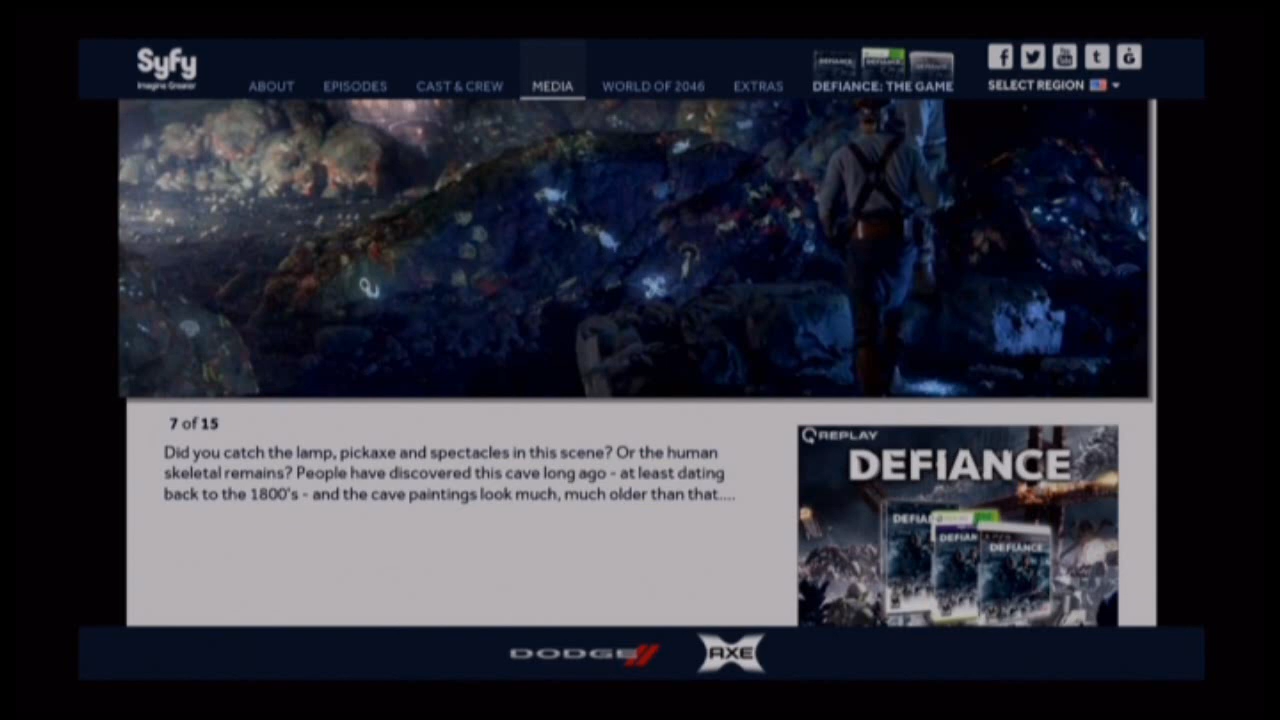 Syfy
Imagine Greater
ABOUT
EPISODES
CAST & CREW
MEDIA
WORLD OF 2046
EXTRAS
DEFIANCE: THE GAME
SELECT REGION
7 of 15
Did you catch the lamp, pickaxe and spectacles in this scene? Or the human
skeletal remains? People have discovered this cave long ago - at least dating
back to the 1800's - and the cave paintings look much, much older than that....
REPLAY
DEFIANCE
DEFIANCE
DODGE
AXE